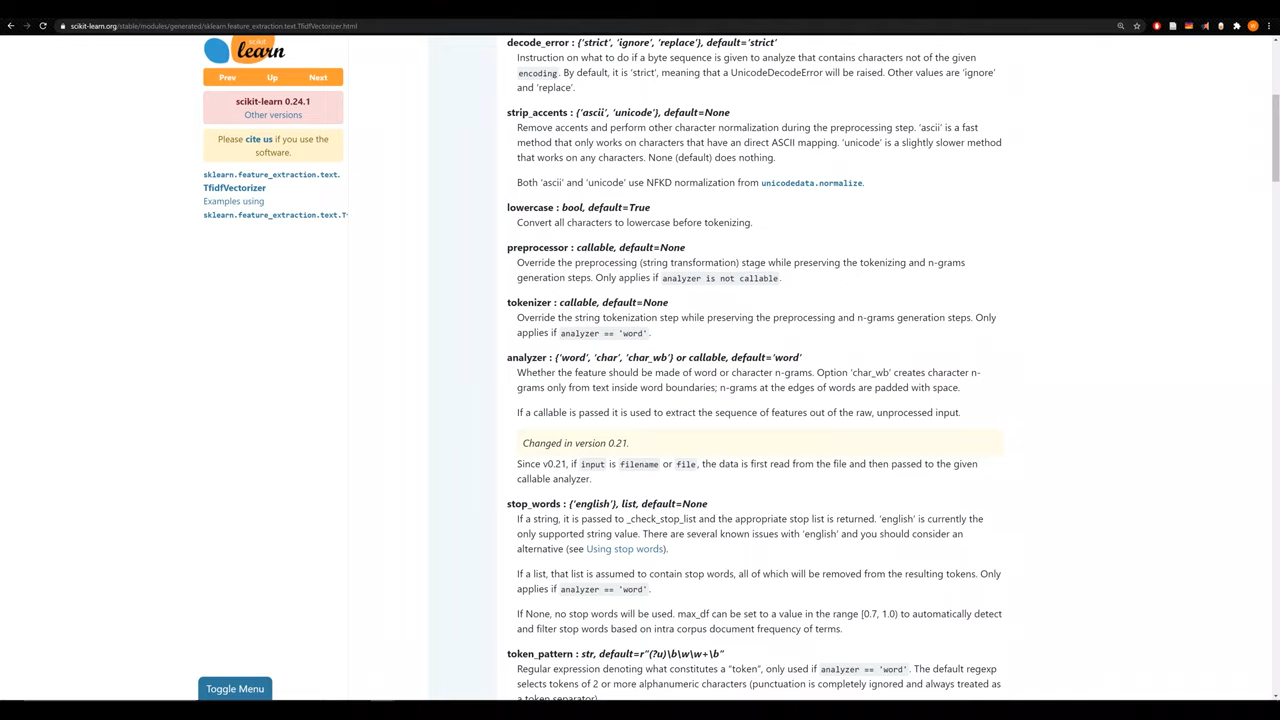 scikit-learn.org/stable/modules/generated/sklearn.feature_extraction.text.TfidfVectorizer.html
scikit
learn
Prev Up Next
scikit-learn 0.24.1
Other versions
Please cite us if you use the
software.
sklearn.feature_extraction.text.
TfidfVectorizer
Examples using
sklearn.feature_extraction.text.T
Toggle Menu
decode_error : {'strict', 'ignore', 'replace'}, default='strict'
Instruction on what to do if a byte sequence is given to analyze that contains characters not of the given
encoding. By default, it is 'strict', meaning that a UnicodeDecodeError will be raised. Other values are 'ignore'
and 'replace'.
strip_accents : {'ascii', 'unicode'}, default=None
Remove accents and perform other character normalization during the preprocessing step. 'ascii' is a fast
method that only works on characters that have an direct ASCII mapping. 'unicode' is a slightly slower method
that works on any characters. None (default) does nothing.
Both 'ascii' and 'unicode' use NFKD normalization from unicodedata.normalize.
lowercase : bool, default=True
Convert all characters to lowercase before tokenizing.
preprocessor : callable, default=None
Override the preprocessing (string transformation) stage while preserving the tokenizing and n-grams
generation steps. Only applies if analyzer is not callable.
tokenizer : callable, default=None
Override the string tokenization step while preserving the preprocessing and n-grams generation steps. Only
applies if analyzer == 'word'.
analyzer : {'word', 'char', 'char_wb'} or callable, default='word'
Whether the feature should be made of word or character n-grams. Option 'char_wb' creates character n-
grams only from text inside word boundaries; n-grams at the edges of words are padded with space.
If a callable is passed it is used to extract the sequence of features out of the raw, unprocessed input.
Changed in version 0.21.
Since v0.21, if input is filename or file, the data is first read from the file and then passed to the given
callable analyzer.
stop_words : {'english'}, list, default=None
If a string, it is passed to _check_stop_list and the appropriate stop list is returned. 'english' is currently the
only supported string value. There are several known issues with 'english' and you should consider an
alternative (see Using stop words).
If a list, that list is assumed to contain stop words, all of which will be removed from the resulting tokens. Only
applies if analyzer == 'word'.
If None, no stop words will be used. max_df can be set to a value in the range [0.7, 1.0) to automatically detect
and filter stop words based on intra corpus document frequency of terms.
token_pattern : str, default=r"(?u)\b\w\w+\b"
Regular expression denoting what constitutes a "token", only used if analyzer == 'word'. The default regexp
selects tokens of 2 or more alphanumeric characters (punctuation is completely ignored and always treated as
a token separator).